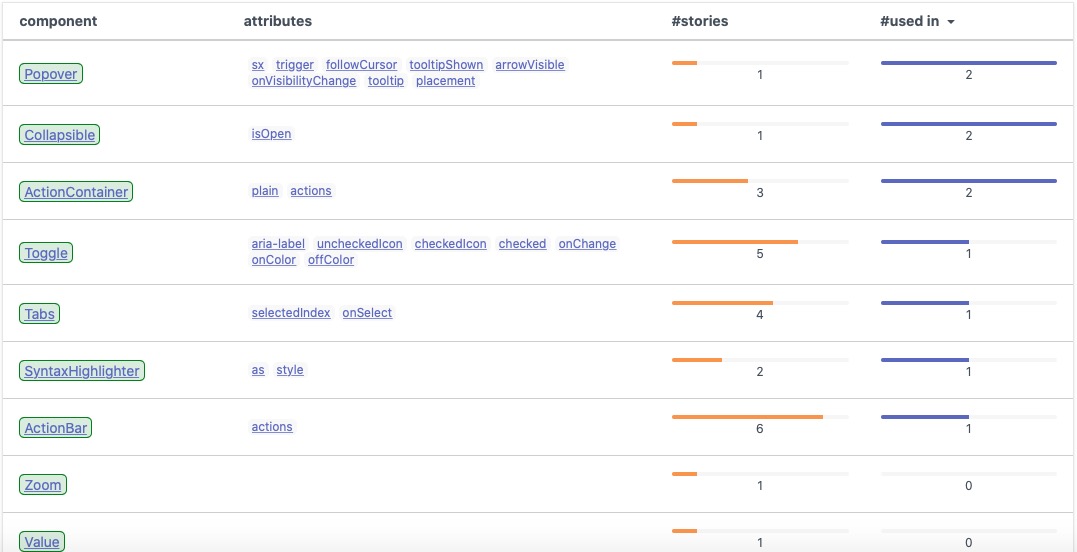 component attributes #stories #used in
sx trigger followCursor tooltipShown arrowVisible
Popover 1 2
onVisibilityChange tooltip placement
Collapsible isOpen 1 2
ActionContainer plain actions 3 2
aria-label uncheckedIcon checkedIcon checked onChange
Toggle 5 1
onColor offColor
Tabs selectedIndex onSelect 4 1
SyntaxHighlighter as style 2 1
ActionBar actions 6 1
Zoom 1 0
Value 1 0